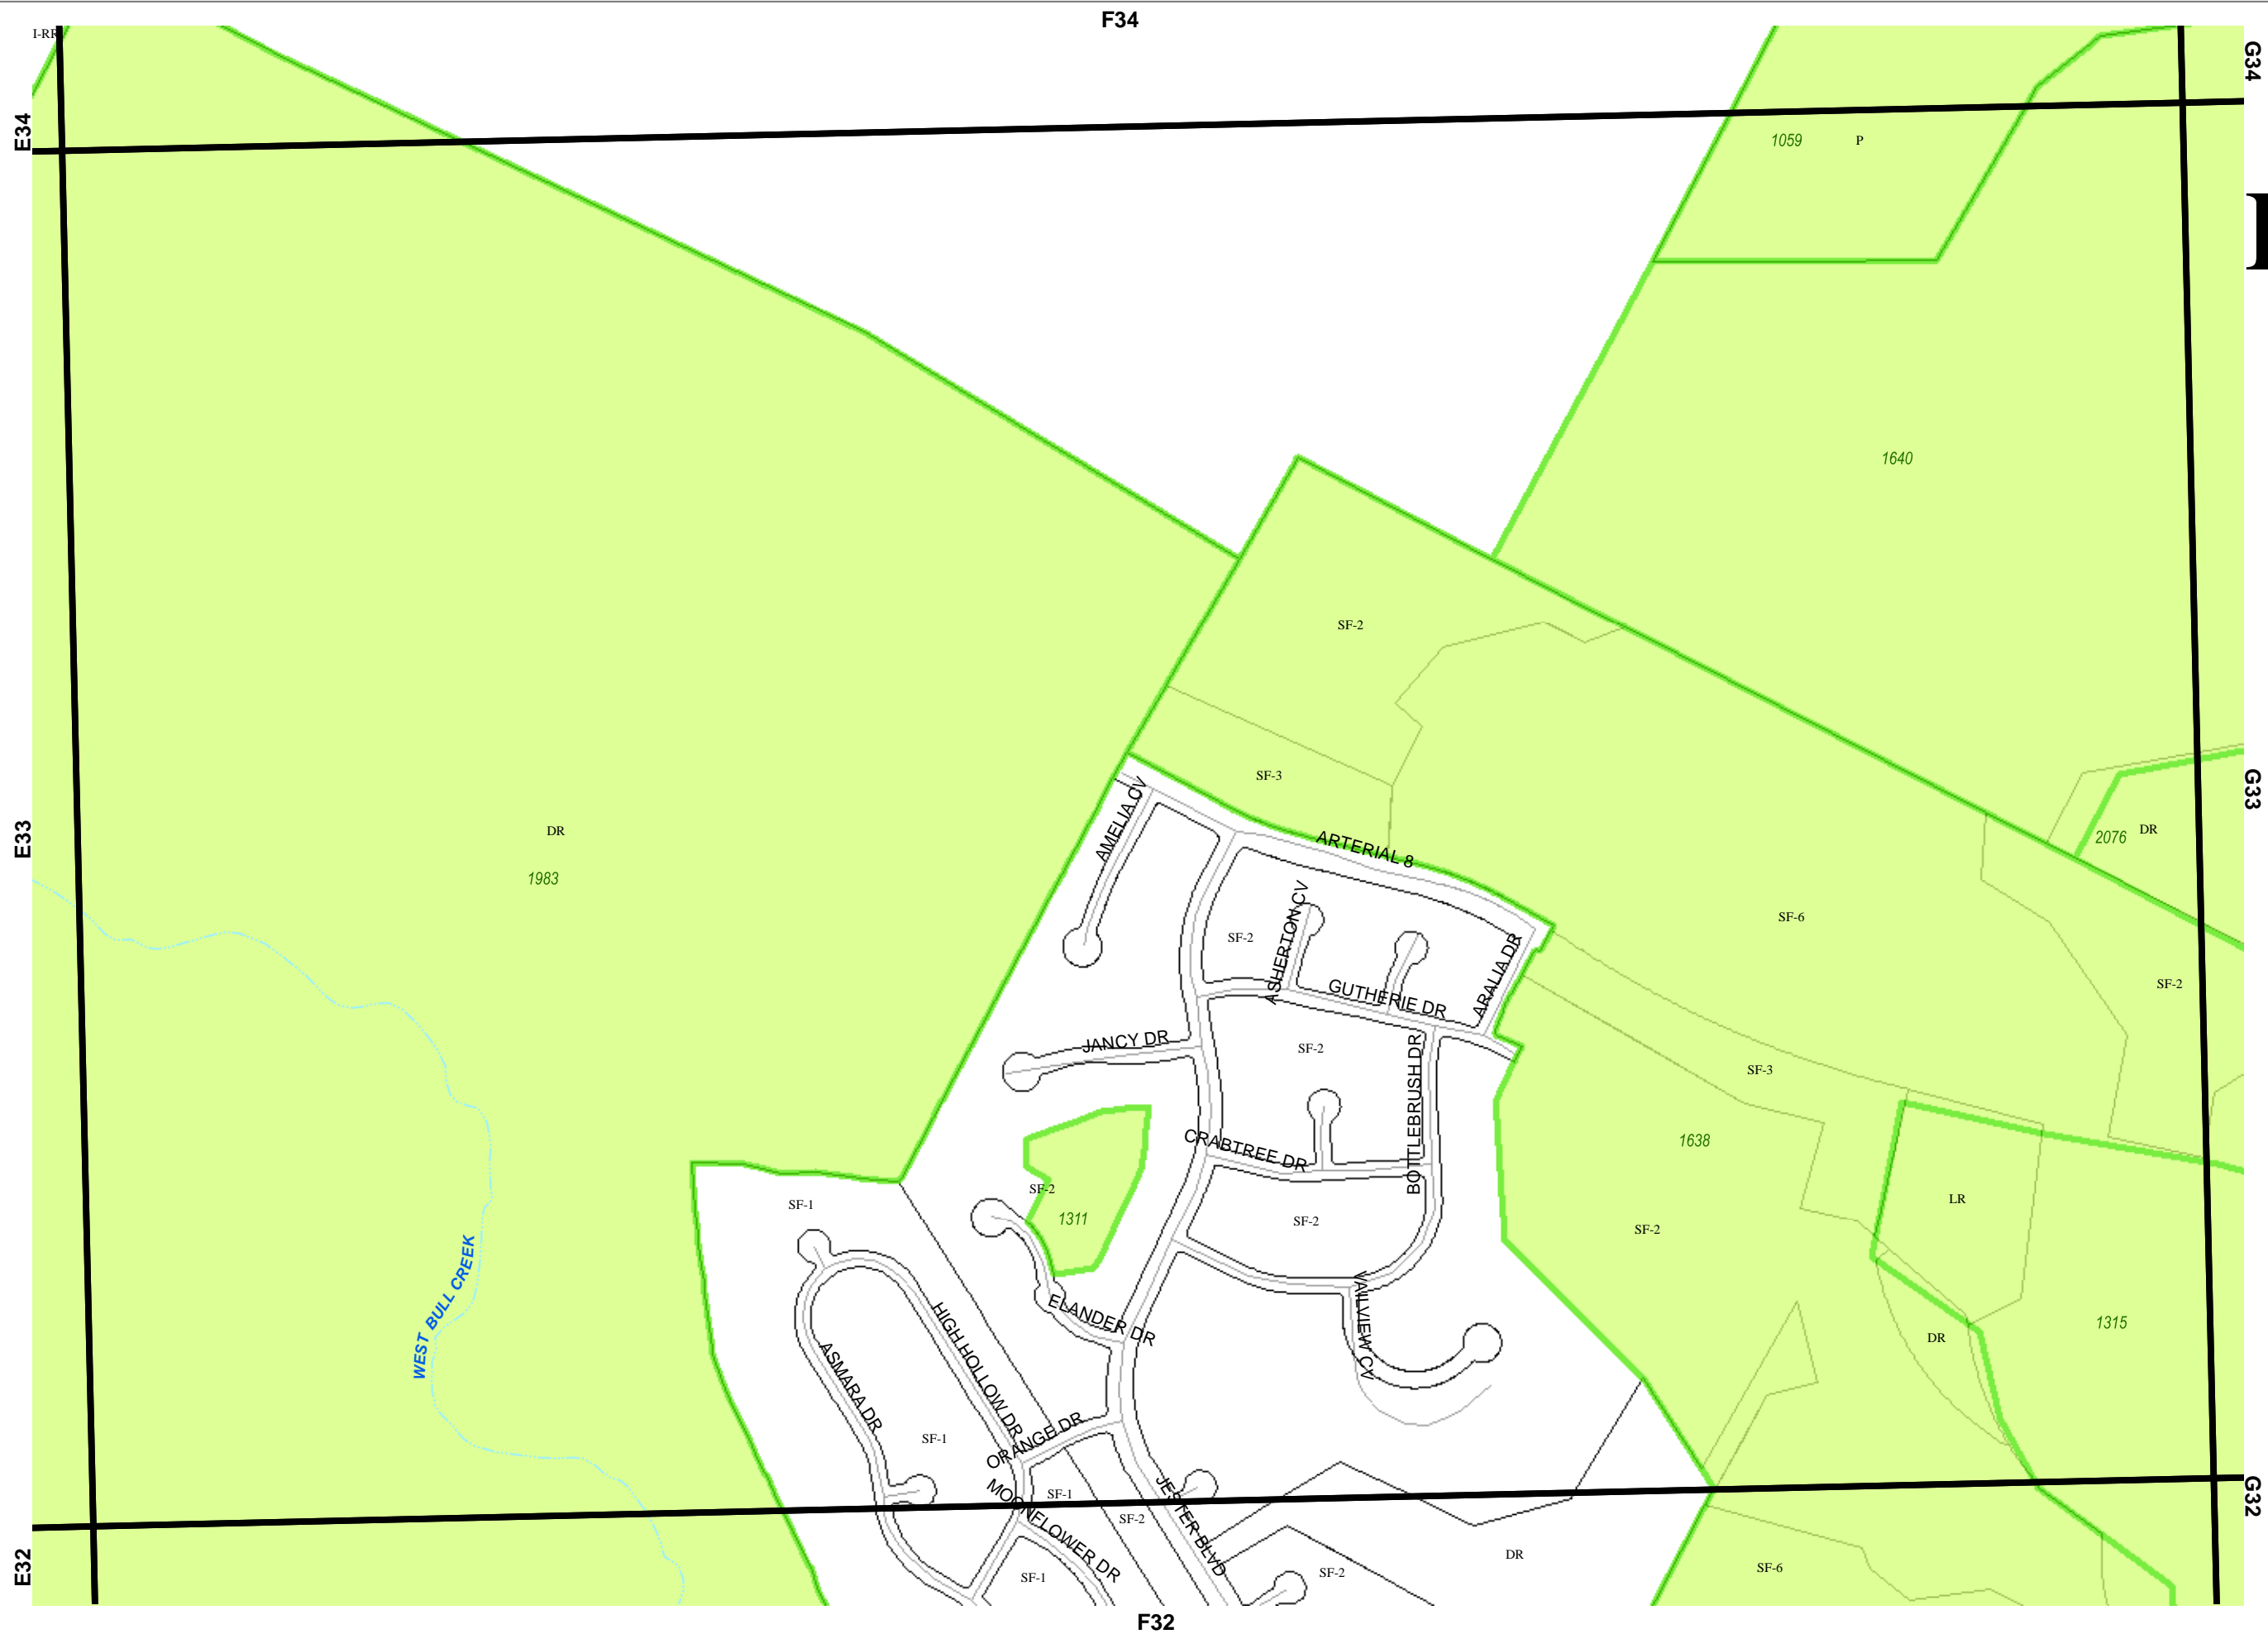 F34
I-RR
G34
E34
1059 P
1640
SF-2
SF-3
AMELIA CV
ARTERIAL 8
E33
DR
1983
G33
2076 DR
SF-6
SF-2
ASHERTON CV
ARALIA DR
SF-2
GUTHERIE DR
JANCY DR
SF-2
BOTTLEBRUSH DR
SF-3
1638
CRABTREE DR
SF-2
1311
SF-1
SF-2
SF-2
LR
WEST BULL CREEK
ELANDER DR
VAILVIEW CV
DR
1315
HIGH HOLLOW DR
ASMARA DR
SF-1
ORANGE DR
SF-1
MOONFLOWER DR
SF-2
JESTER BLVD
G32
E32
SF-1
SF-2
DR
SF-6
F32